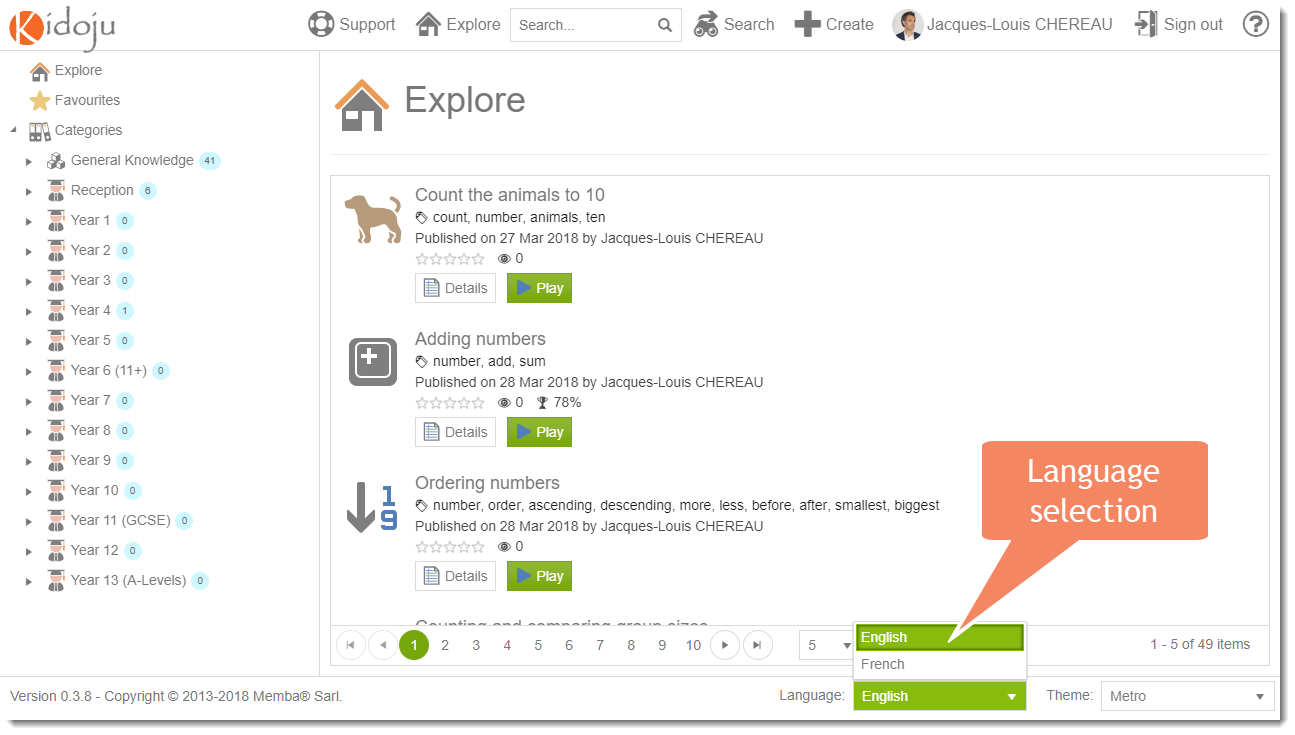 Kidoju
Support
Explore
Search...
Search
Create
Jacques-Louis CHEREAU
Sign out
?
Explore
Favourites
Categories
General Knowledge 41
Reception 6
Year 1 0
Year 2 0
Year 3 0
Year 4 1
Year 5 0
Year 6 (11+) 0
Year 7 0
Year 8 0
Year 9 0
Year 10 0
Year 11 (GCSE) 0
Year 12 0
Year 13 (A-Levels) 0
Explore
Count the animals to 10
count, number, animals, ten
Published on 27 Mar 2018 by Jacques-Louis CHEREAU
0
Details Play
Adding numbers
number, add, sum
Published on 28 Mar 2018 by Jacques-Louis CHEREAU
0 78%
Details Play
1
9
Ordering numbers
number, order, ascending, descending, more, less, before, after, smallest, biggest
Published on 28 Mar 2018 by Jacques-Louis CHEREAU
0
Details Play
Counting and comparing group sizes
Language
selection
1 2 3 4 5 6 7 8 9 10
5
English
French
1 - 5 of 49 items
Version 0.3.8 - Copyright © 2013-2018 Memba® Sarl.
Language: English
Theme: Metro